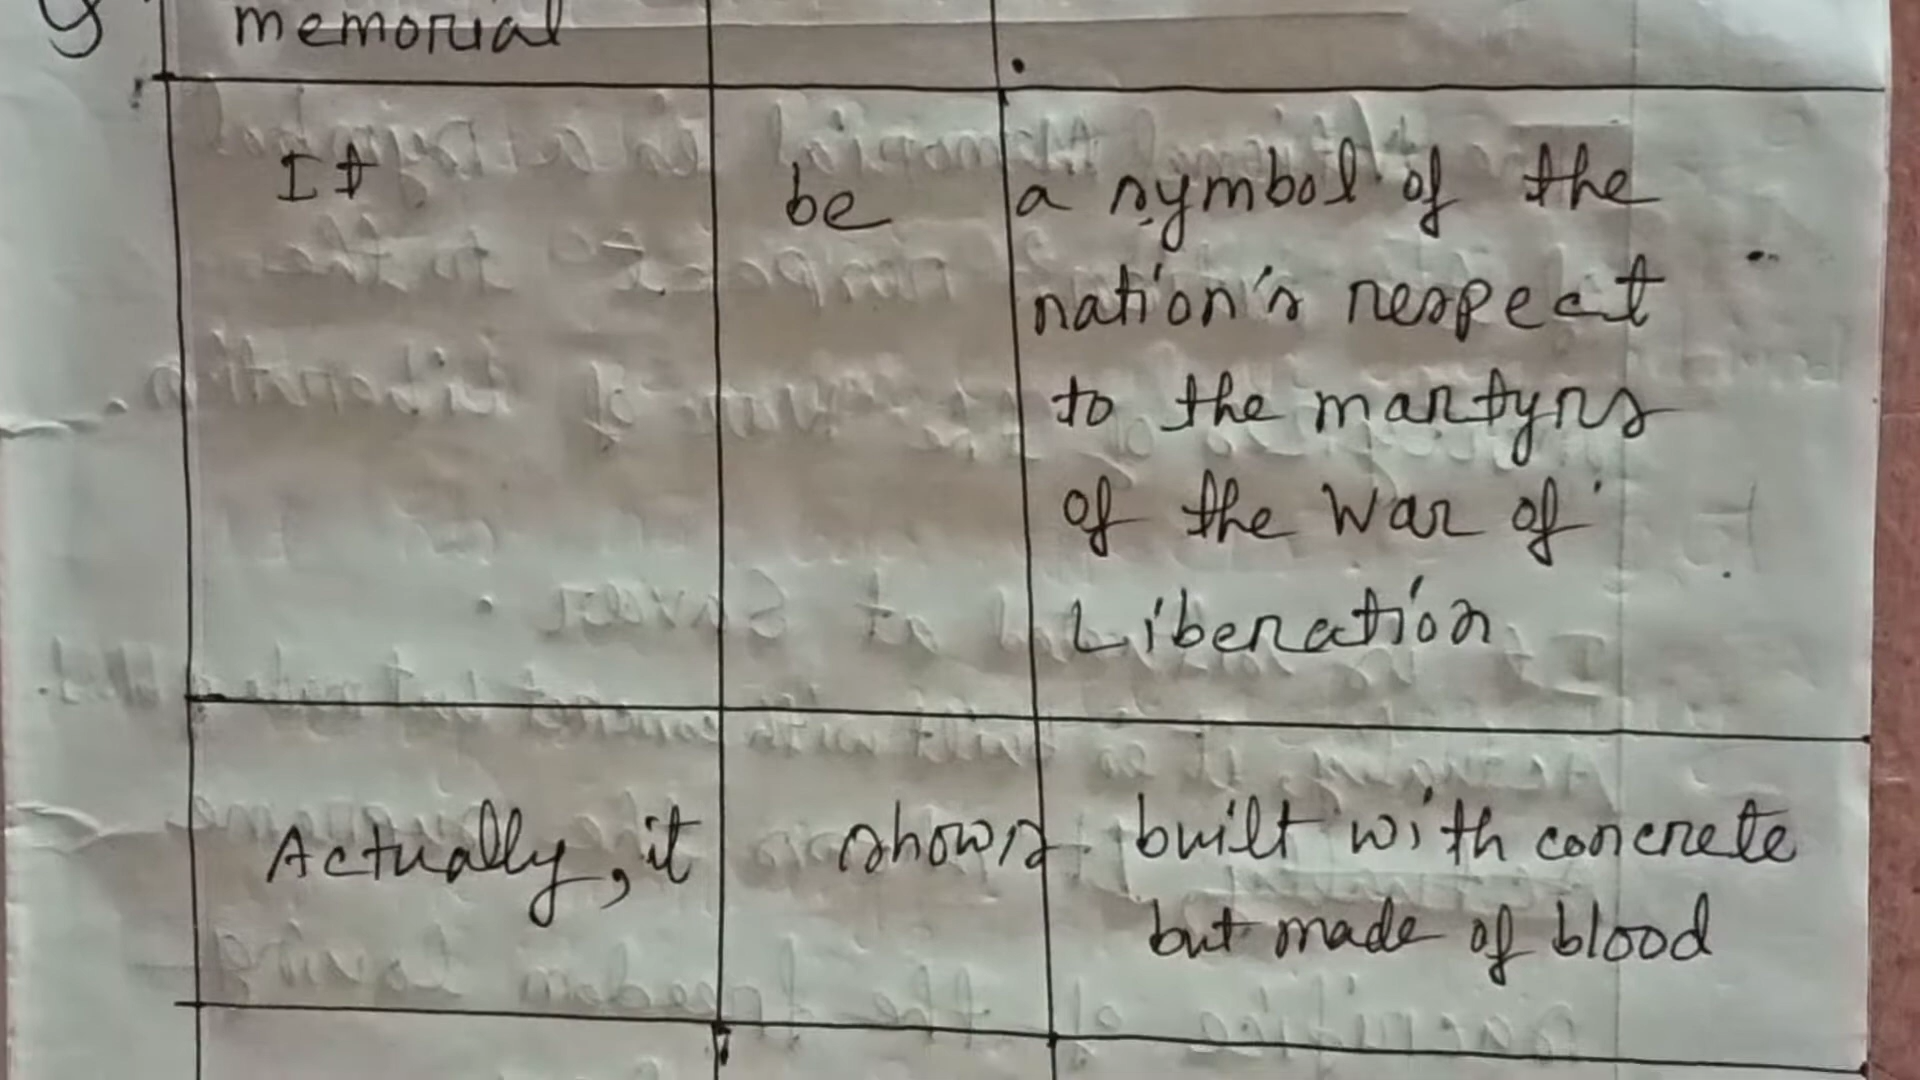 memorial
It be a symbol of the
nation's respect
to the martyrs
of the War of
Liberation
Actually, it shows built with concrete
but made of blood